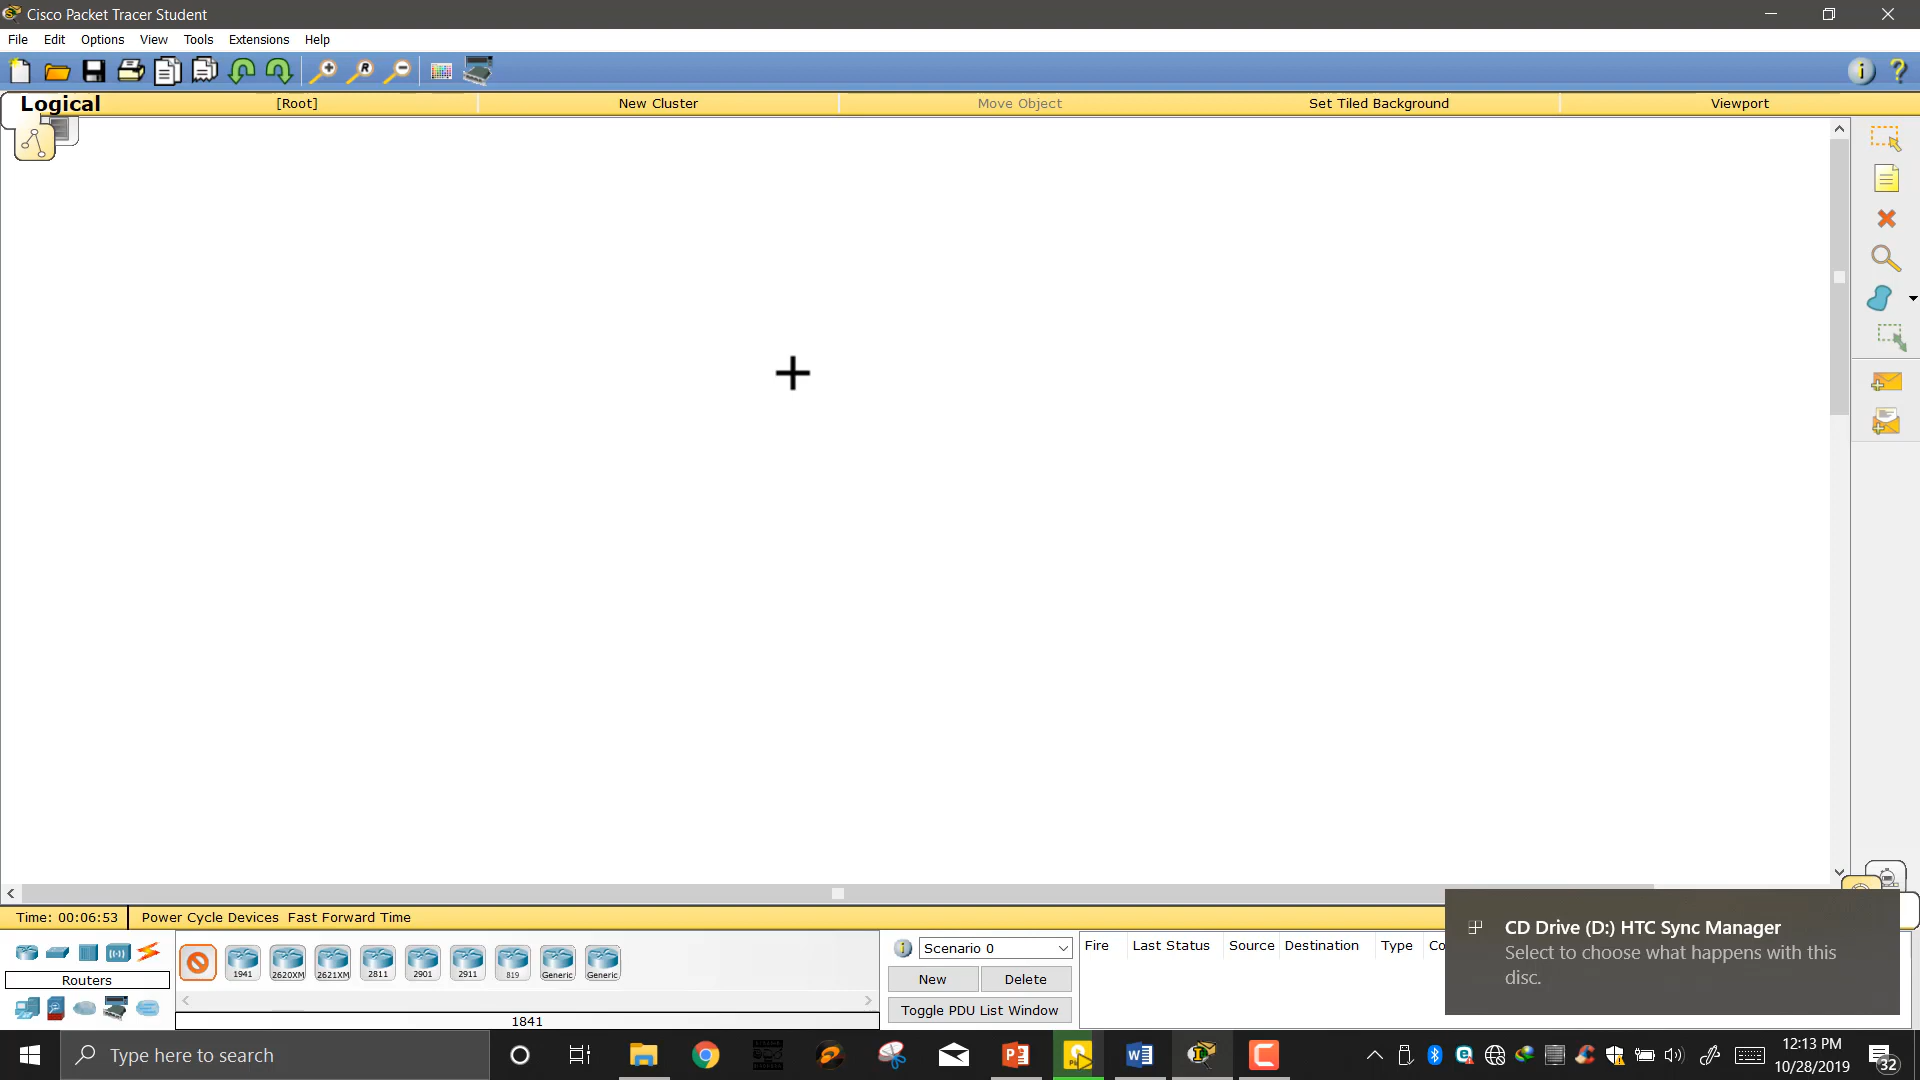 Cisco Packet Tracer Student
File Edit Options View Tools Extensions Help
Logical [Root] New Cluster Move Object Set Tiled Background Viewport
Time: 00:06:53 Power Cycle Devices Fast Forward Time
Routers
1941 2620XM 2621XM 2811 2901 2911 819 Generic Generic
1841
Scenario 0
New Delete
Toggle PDU List Window
Fire Last Status Source Destination Type Co
CD Drive (D:) HTC Sync Manager
Select to choose what happens with this
disc.
Type here to search
12:13 PM
10/28/2019
32